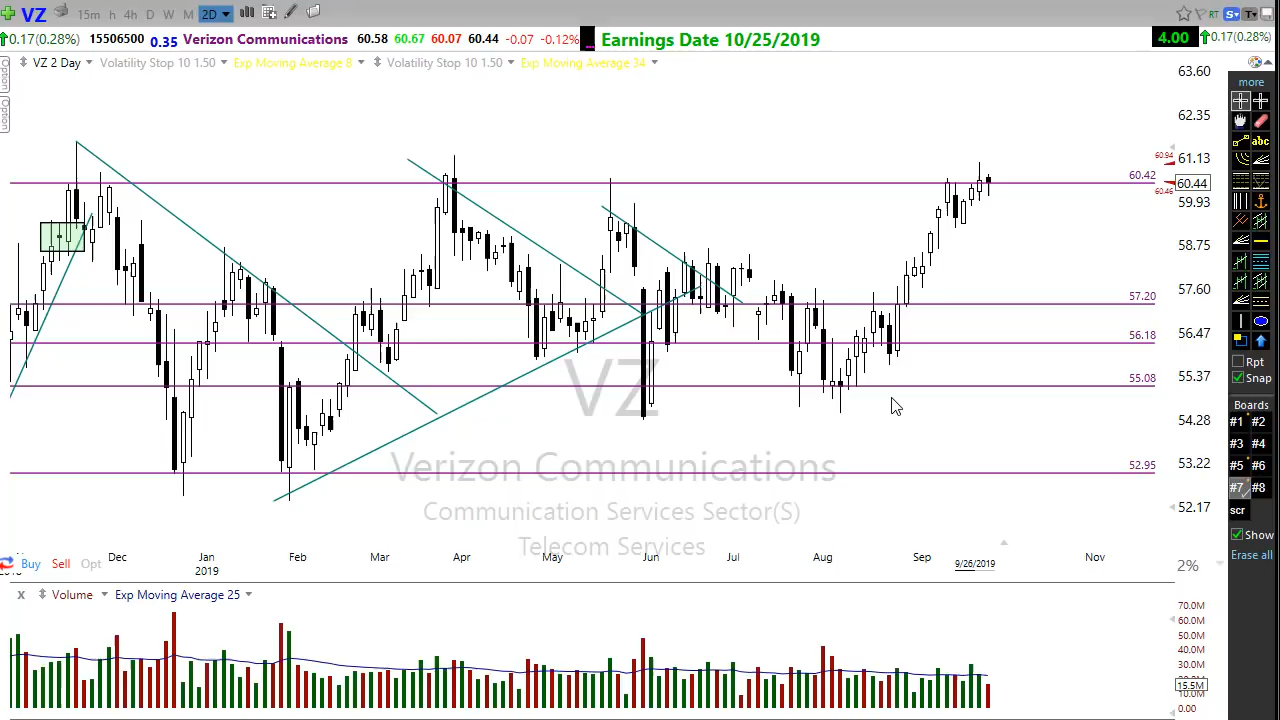 VZ 15m h 4h D W M 2D RT S T
0.17(0.28%) 15506500 0.35 Verizon Communications 60.58 60.67 60.07 60.44 -0.07 -0.12% Earnings Date 10/25/2019 4.00 0.17(0.28%)
VZ 2 Day Volatility Stop 10 1.50 Exp Moving Average 8 Volatility Stop 10 1.50 Exp Moving Average 34
Option
Option
63.60
62.35
61.13
60.94
60.42
60.44
60.46
59.93
58.75
57.60
57.20
56.47
56.18
55.37
55.08
54.28
53.22
52.95
52.17
VZ
Verizon Communications
Communication Services Sector(S)
Telecom Services
Dec Jan Feb Mar Apr May Jun Jul Aug Sep 9/26/2019 Nov
2019
Buy Sell Opt 2%
X Volume Exp Moving Average 25
70.0M
60.0M
50.0M
40.0M
30.0M
15.5M
10.0M
0.00
more
abc
Rpt
Snap
Boards
#1 #2
#3 #4
#5 #6
#7 #8
scr
Show
Erase all